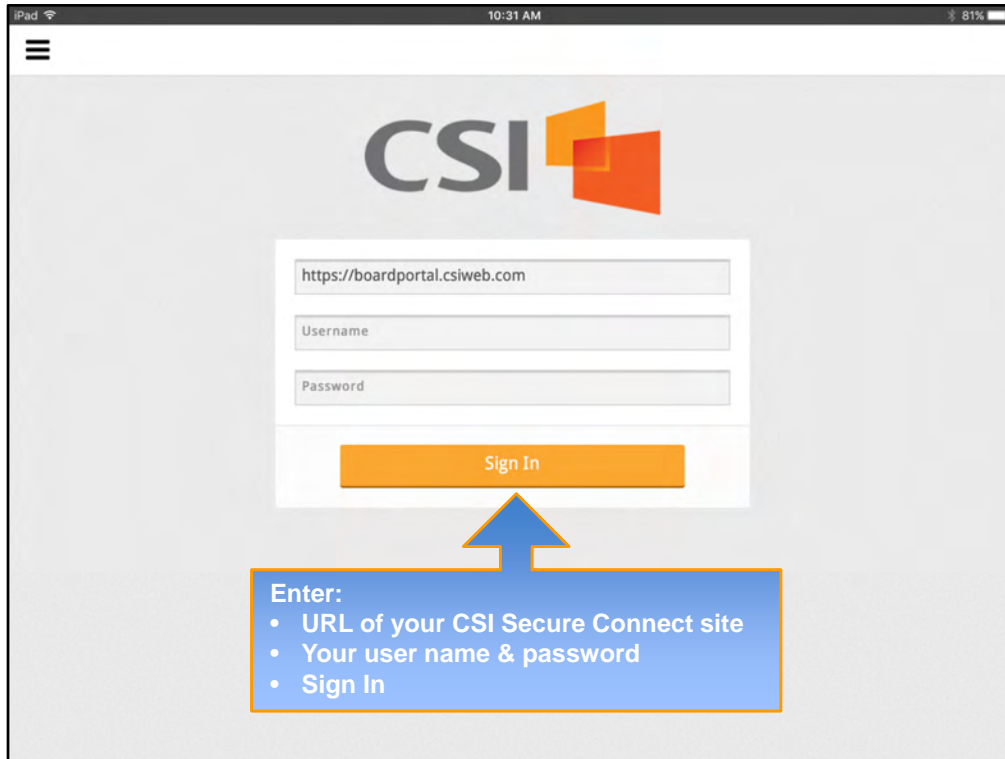 iPad 10:31 AM 81%
CSI
https://boardportal.csiweb.com
Username
Password
Sign In
Enter:
• URL of your CSI Secure Connect site
• Your user name & password
• Sign In